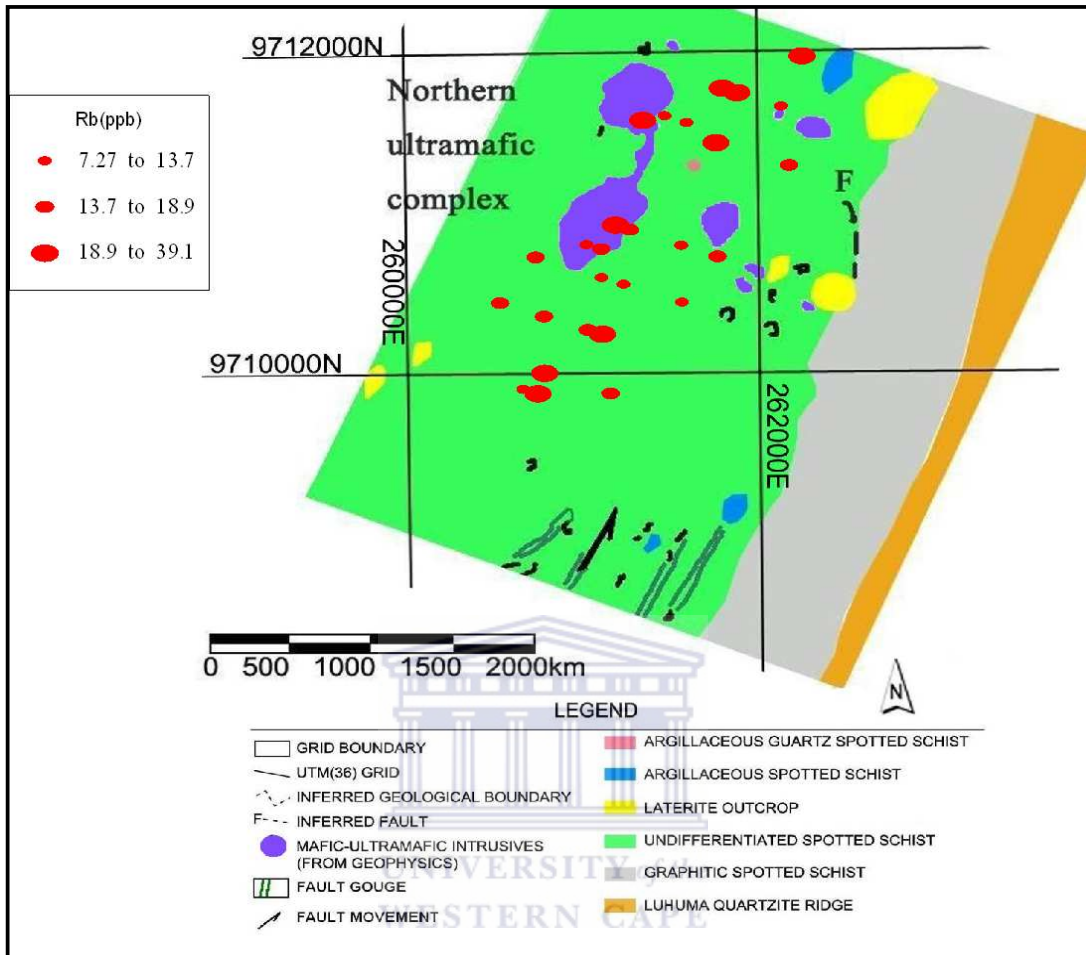 9712000N
Northern
ultramafic
complex
Rb(ppb)
7.27 to 13.7
13.7 to 18.9
18.9 to 39.1
F
260000E
9710000N
262000E
0 500 1000 1500 2000km
N
LEGEND
GRID BOUNDARY
UTM(36) GRID
INFERRED GEOLOGICAL BOUNDARY
F INFERRED FAULT
MAFIC-ULTRAMAFIC INTRUSIVES
(FROM GEOPHYSICS)
FAULT GOUGE
FAULT MOVEMENT
ARGILLACEOUS GUARTZ SPOTTED SCHIST
ARGILLACEOUS SPOTTED SCHIST
LATERITE OUTCROP
UNDIFFERENTIATED SPOTTED SCHIST
GRAPHITIC SPOTTED SCHIST
LUHUMA QUARTZITE RIDGE
UNIVERSITY of the
WESTERN CAPE